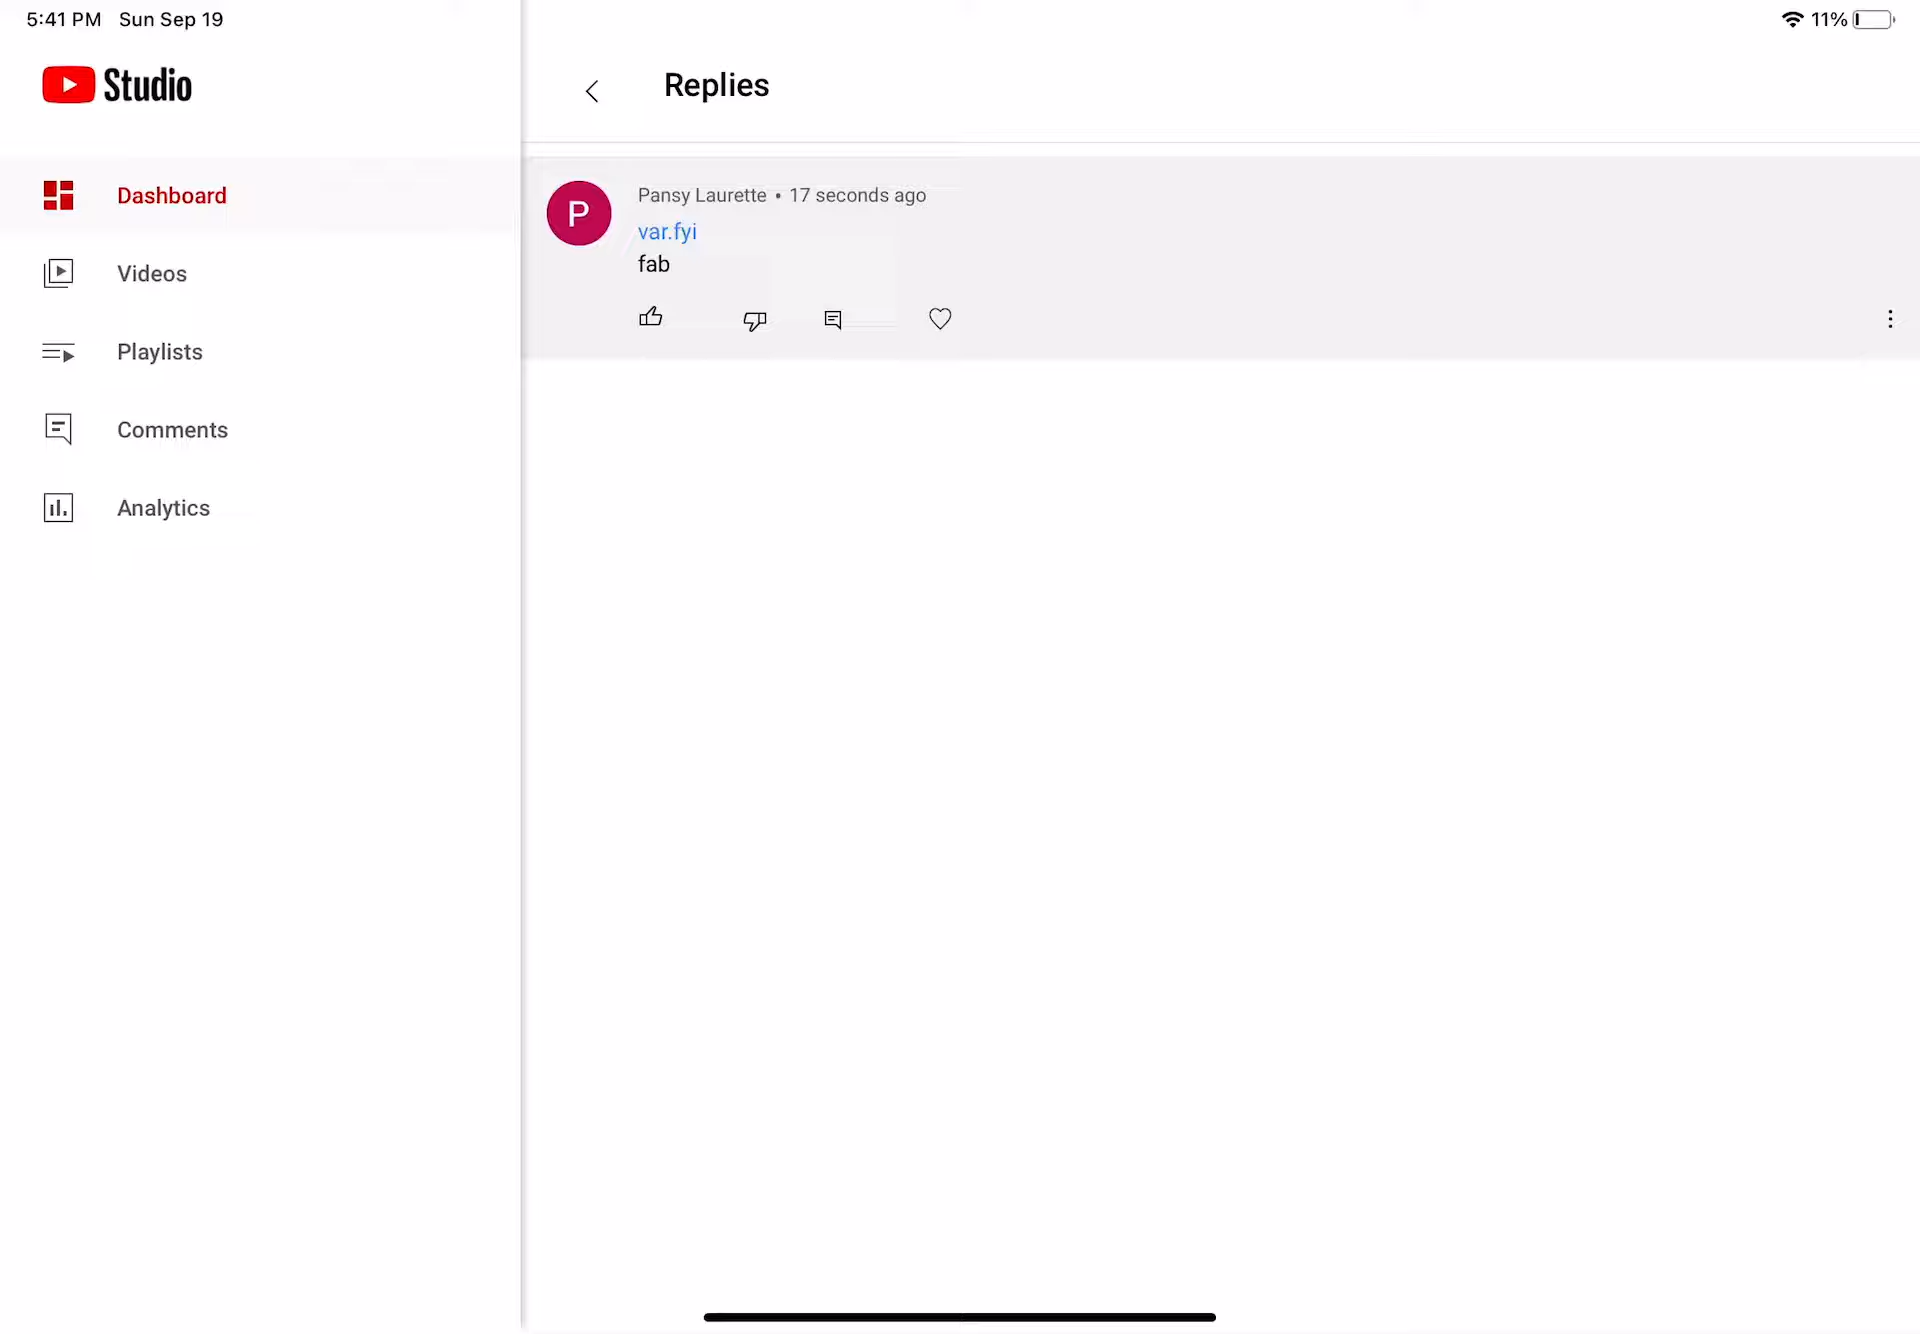 5:41 PM Sun Sep 19
11%
Studio
Dashboard
Videos
Playlists
Comments
Analytics
Replies
P
Pansy Laurette • 17 seconds ago
var.fyi
fab